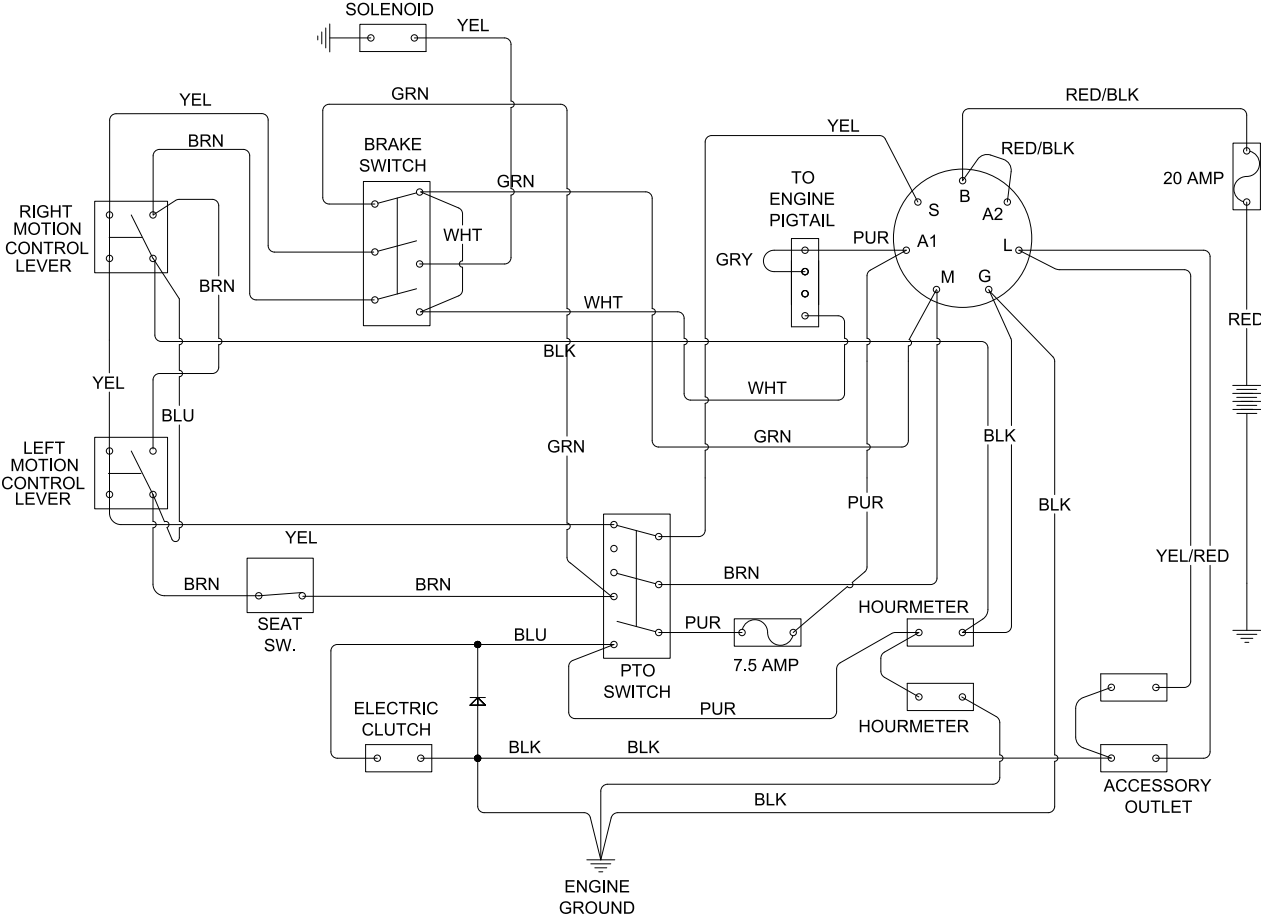 SOLENOID
YEL
GRN
RED/BLK
YEL
YEL
BRN
BRAKE
SWITCH
RED/BLK
TO
ENGINE
PIGTAIL
20 AMP
GRN
B
S
A2
RIGHT
MOTION
CONTROL
LEVER
WHT
PUR
A1
L
GRY
M
G
BRN
WHT
RED
BLK
YEL
WHT
BLU
GRN
BLK
LEFT
MOTION
CONTROL
LEVER
GRN
PUR
BLK
YEL
YEL/RED
BRN
BRN
BRN
HOURMETER
SEAT
SW.
BLU
PUR
7.5 AMP
PTO
SWITCH
ELECTRIC
CLUTCH
PUR
HOURMETER
BLK
BLK
ACCESSORY
OUTLET
BLK
ENGINE
GROUND